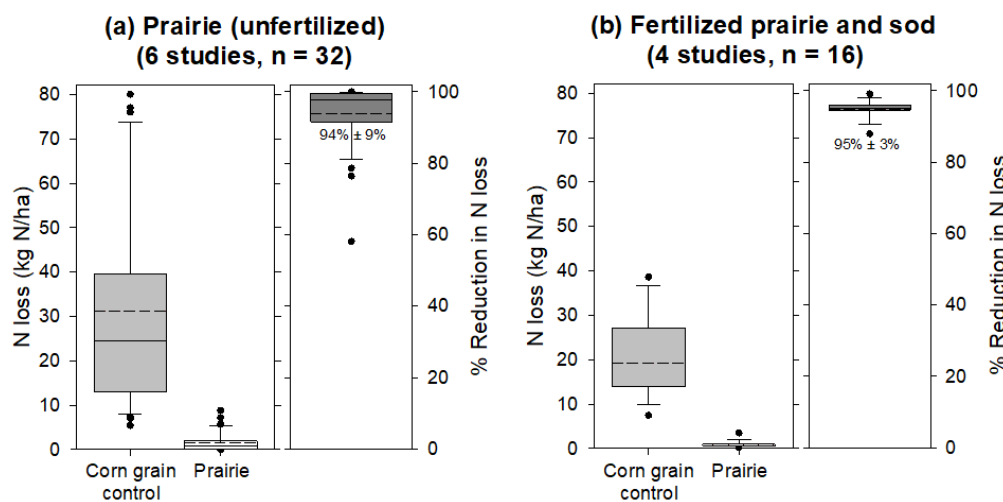 (a) Prairie (unfertilized)
(6 studies, n = 32)
N loss (kg N/ha)
80
70
60
50
40
30
20
10
0
Corn grain
control
Prairie
94% ± 9%
100
80
60
40
20
0
% Reduction in N loss
(b) Fertilized prairie and sod
(4 studies, n = 16)
N loss (kg N/ha)
80
70
60
50
40
30
20
10
0
Corn grain
control
Prairie
95% ± 3%
100
80
60
40
20
0
% Reduction in N loss